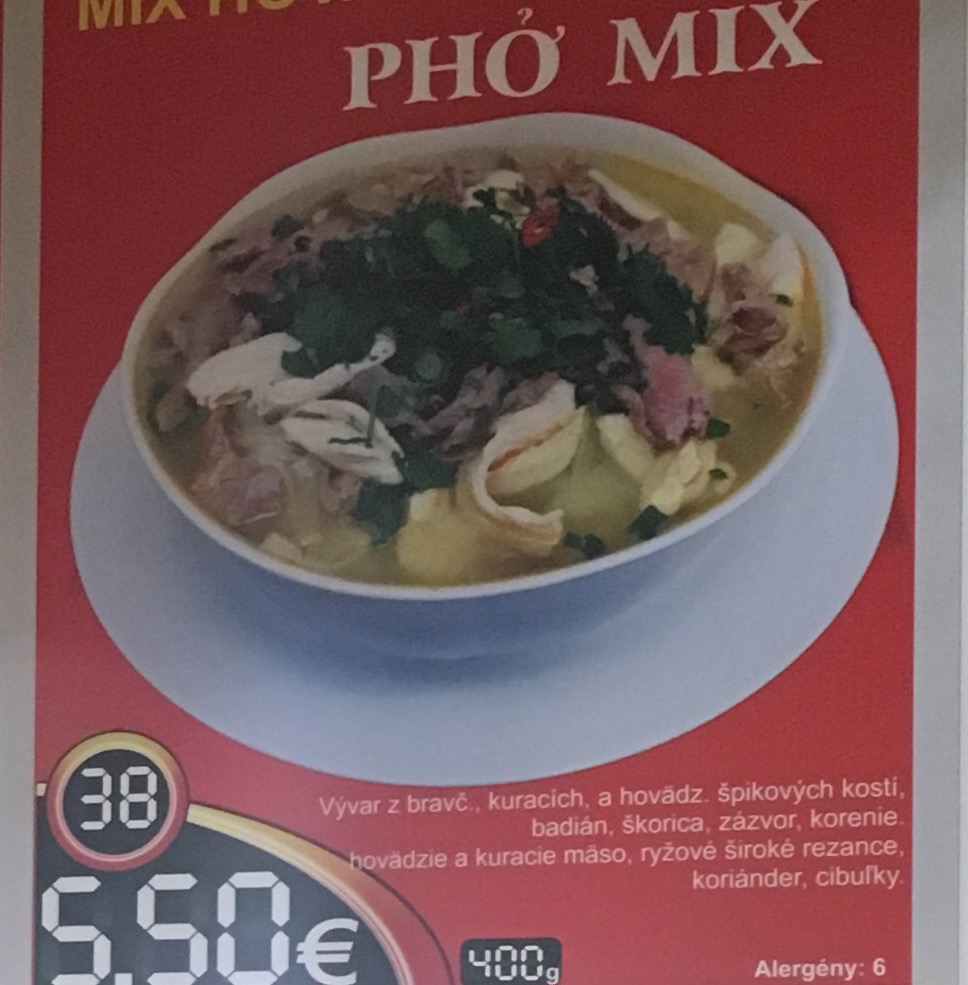 MIX
PHỞ MIX
38
Vývar z bravč., kuracích, a hovädz. špikových kostí,
badián, škorica, zázvor, korenie.
hovädzie a kuracie mäso, ryžové široké rezance,
koriánder, cibuľky.
5,50€
400g
Alergény: 6